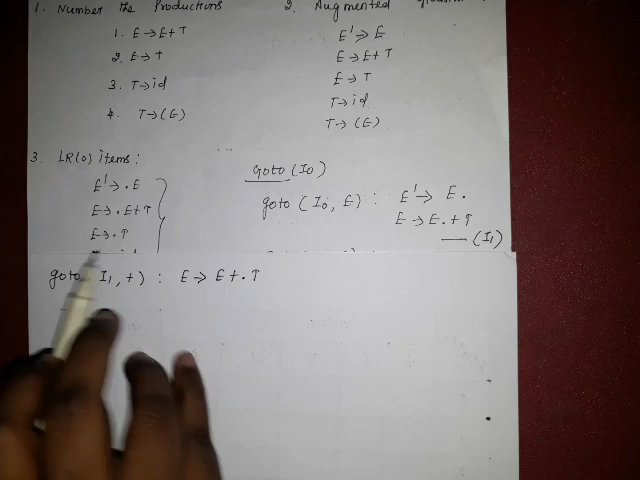 1. Number the Productions
1. E → E + T
2. E → T
3. T → id
4. T → (E)
2. Augmented
E' → E
E → E + T
E → T
T → id
T → (E)
3. LR(0) items:
E' → .E
E → .E+T
E → .T
Goto (I0)
goto (I0, E) : E' → E.
E → E.+T
— (I1)
goto (I1, +) : E → E+.T